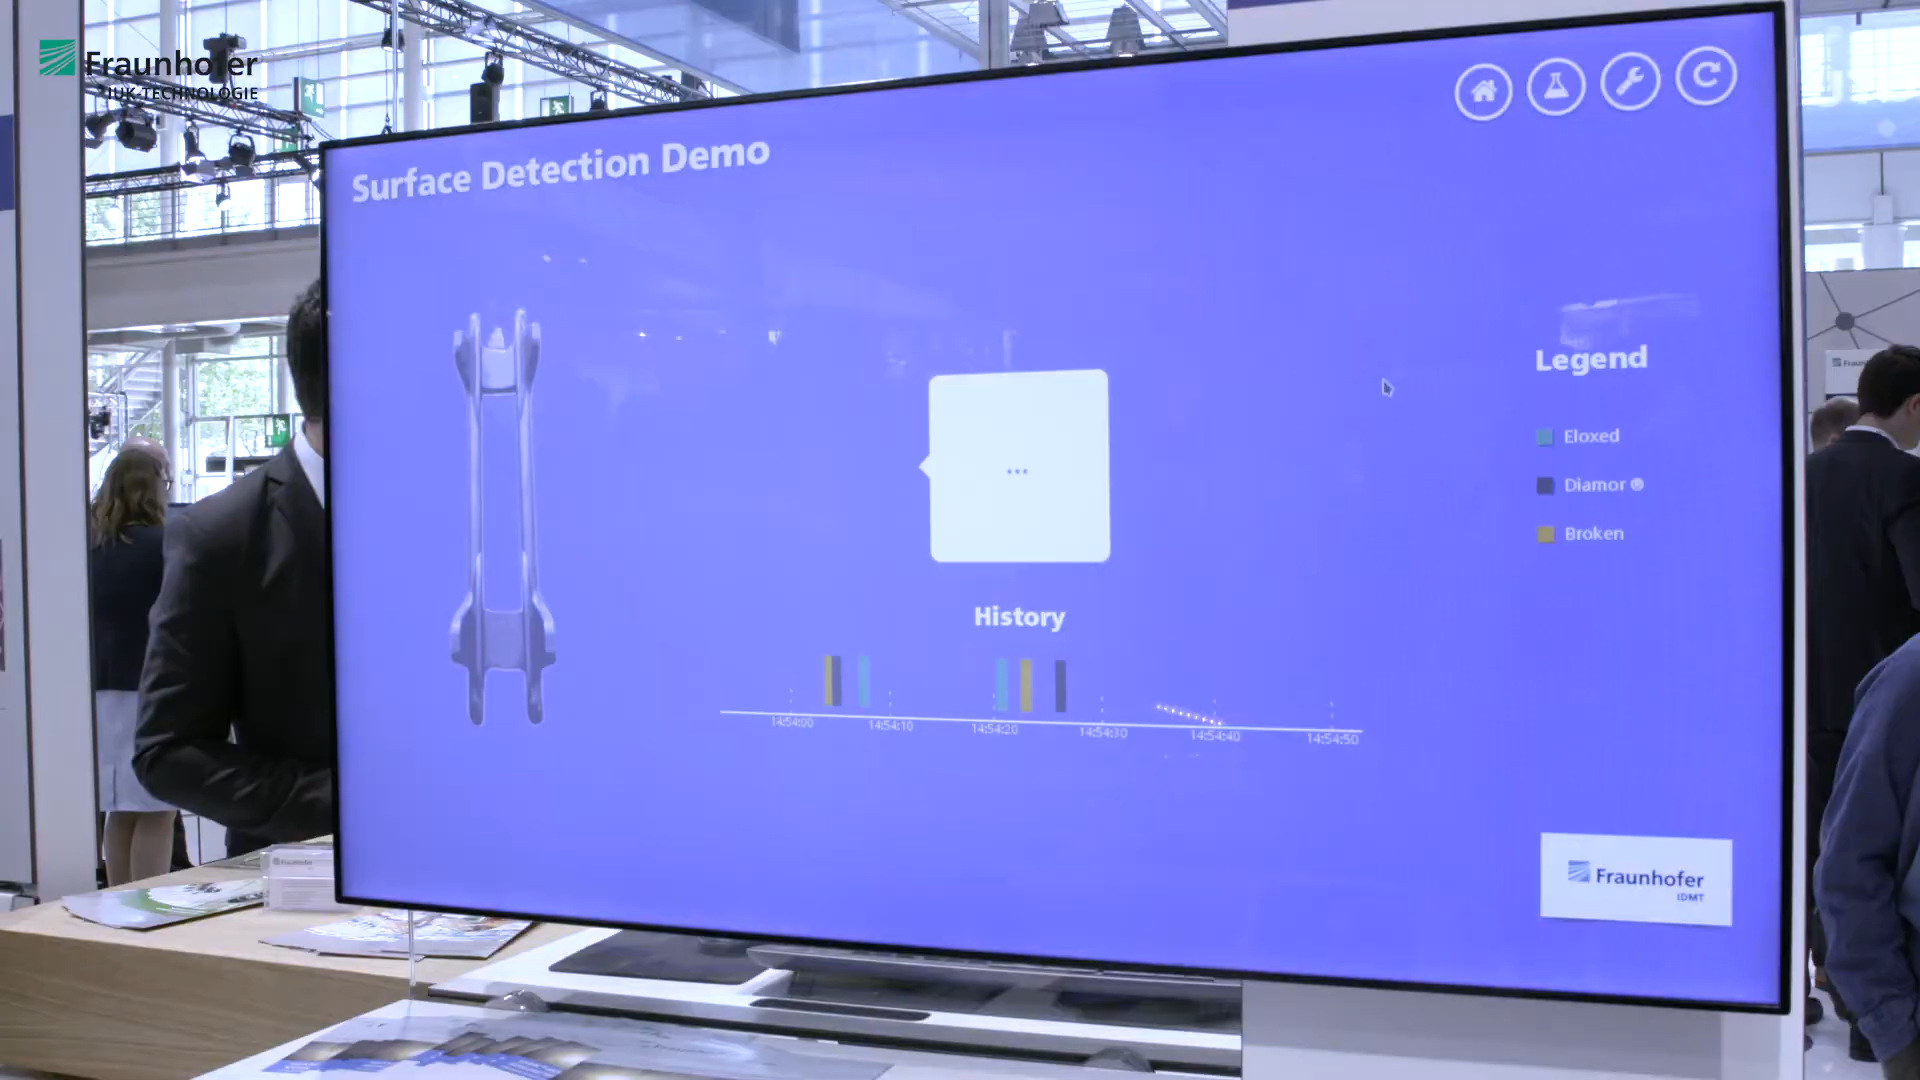 Fraunhofer
IUK-TECHNOLOGIE
Surface Detection Demo
...
Legend
Eloxed
Diamor ®
Broken
History
14:54:00
14:54:10
14:54:20
14:54:30
14:54:40
14:54:50
Fraunhofer
IDMT
Fraunhofer